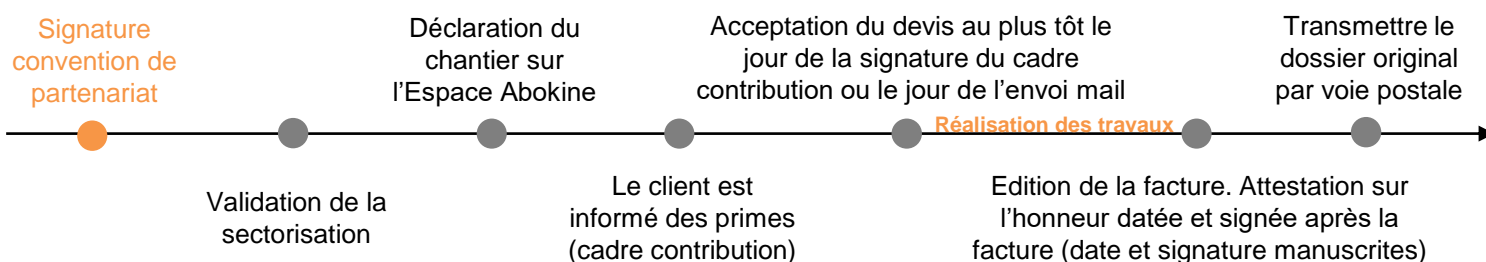 Signature
convention de
partenariat
Validation de la
sectorisation
Déclaration du
chantier sur
l'Espace Abokine
Le client est
informé des primes
(cadre contribution)
Acceptation du devis au plus tôt le
jour de la signature du cadre
contribution ou le jour de l'envoi mail
Réalisation des travaux
Edition de la facture. Attestation sur
l'honneur datée et signée après la
facture (date et signature manuscrites)
Transmettre le
dossier original
par voie postale